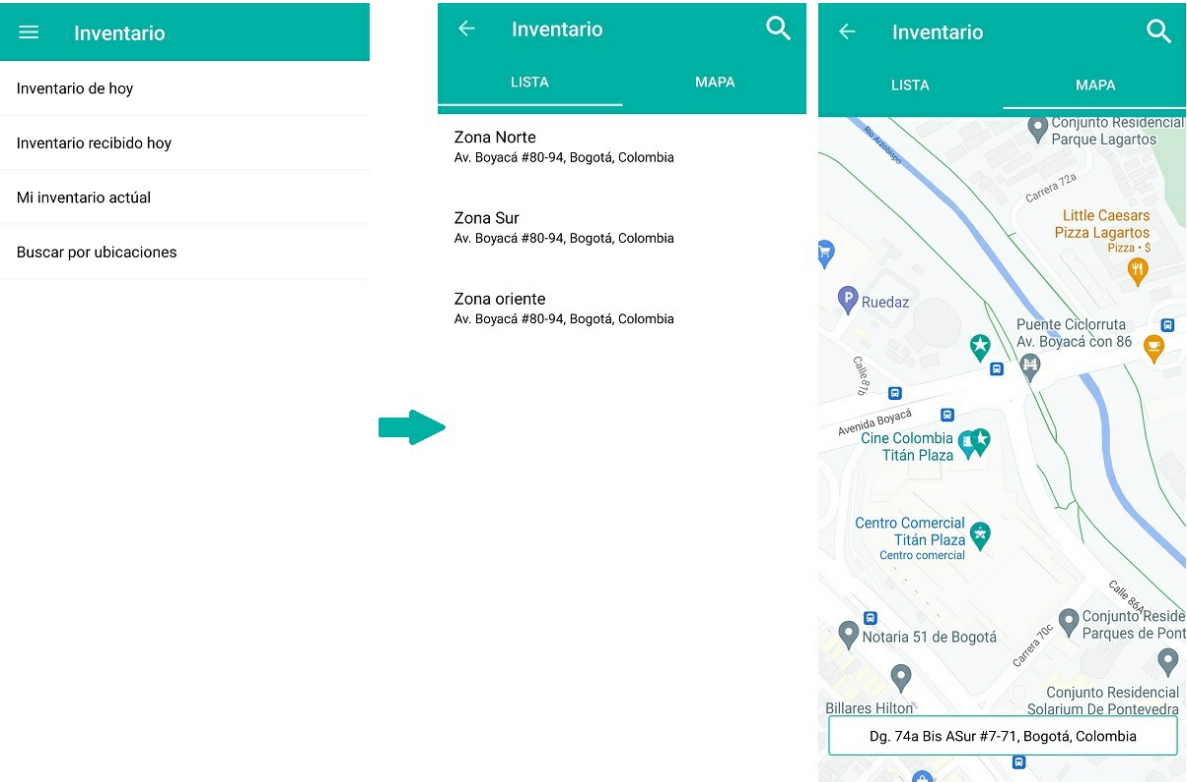 Inventario
Inventario de hoy
Inventario recibido hoy
Mi inventario actúal
Buscar por ubicaciones
Inventario
LISTA MAPA
Zona Norte
Av. Boyacá #80-94, Bogotá, Colombia
Zona Sur
Av. Boyacá #80-94, Bogotá, Colombia
Zona oriente
Av. Boyacá #80-94, Bogotá, Colombia
Inventario
LISTA MAPA
Conjunto Residencial
Parque Lagartos
Rio Arzobispo
Carrera 72a
Little Caesars
Pizza Lagartos
Pizza · $
P
Ruedaz
Puente Ciclorruta
Av. Boyacá con 86
Calle 81b
Avenida Boyacá
Cine Colombia
Titán Plaza
Centro Comercial
Titán Plaza
Centro comercial
Calle 86A
Conjunto Reside
Parques de Pont
Notaria 51 de Bogotá
Carrera 70c
Conjunto Residencial
Solarium De Pontevedra
Billares Hilton
Dg. 74a Bis ASur #7-71, Bogotá, Colombia